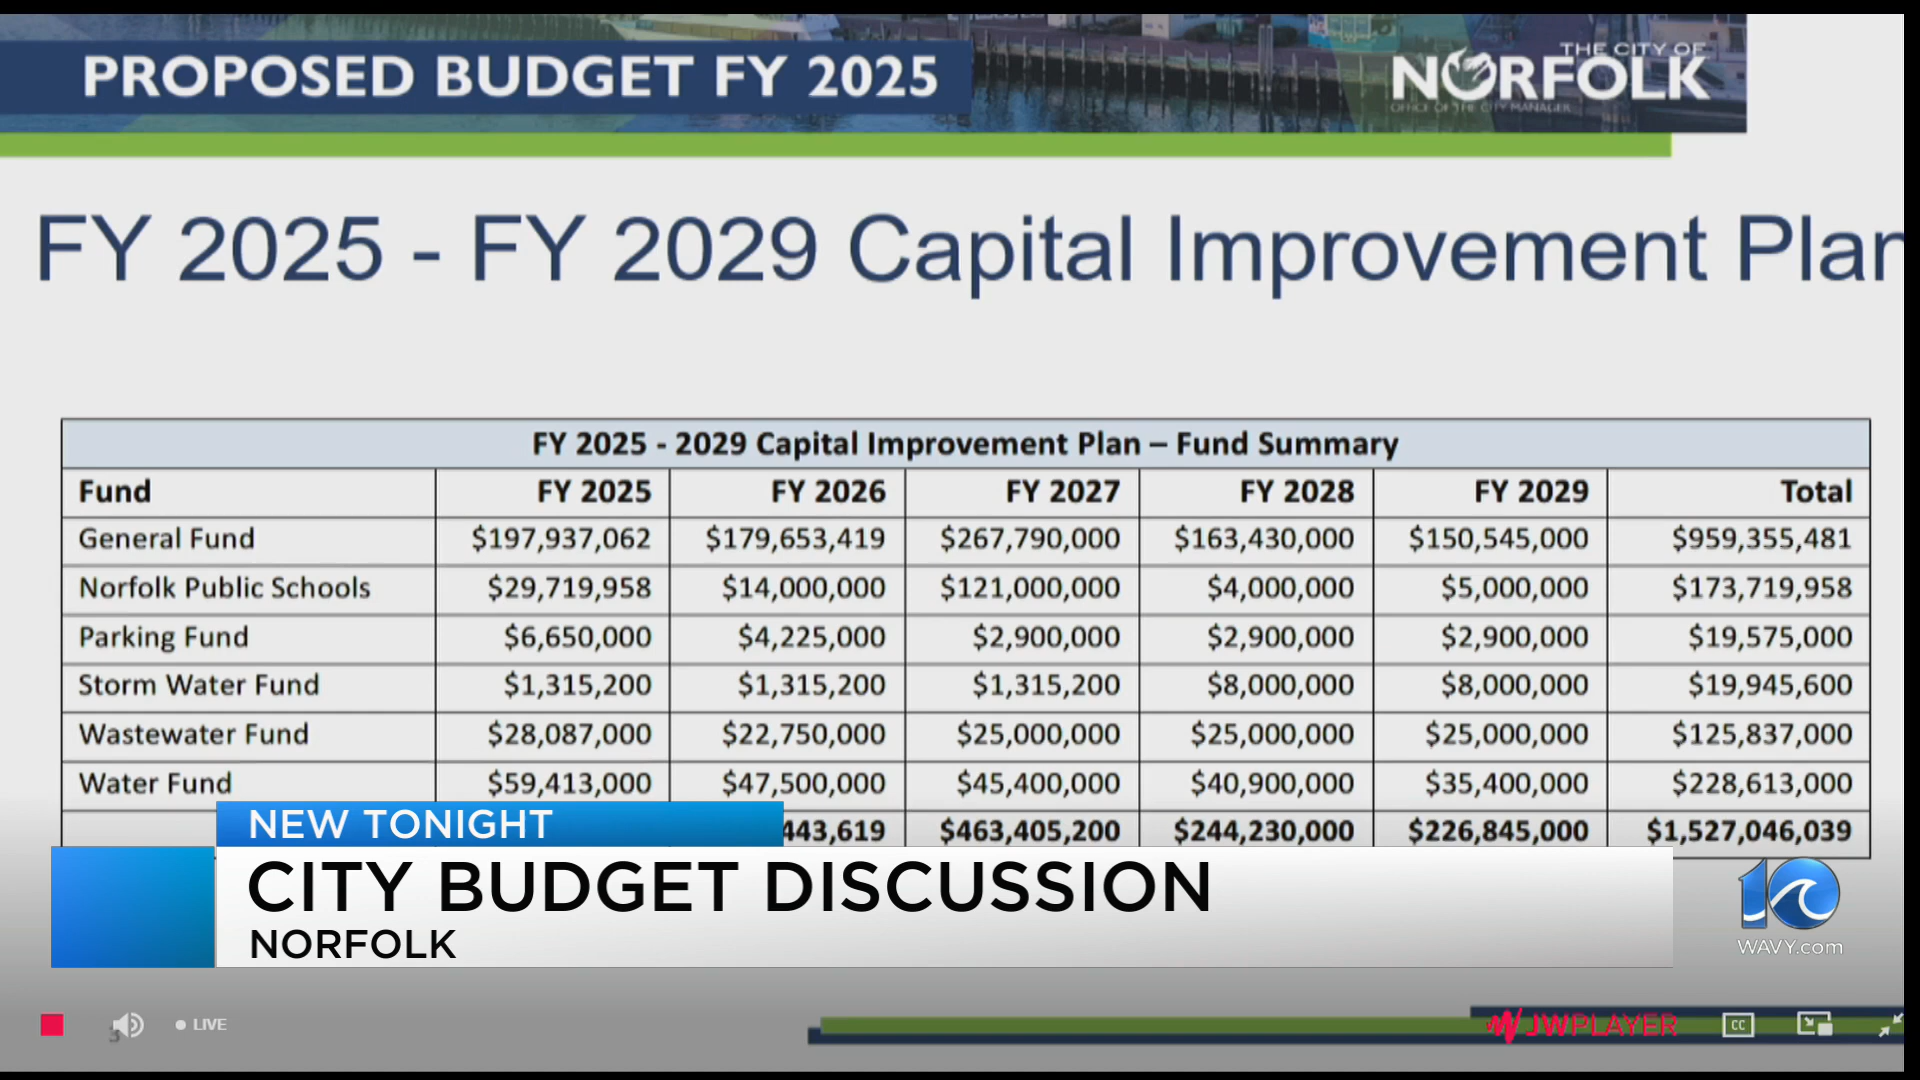 PROPOSED BUDGET FY 2025
THE CITY OF
NORFOLK
OFFICE OF THE CITY MANAGER
FY 2025 - FY 2029 Capital Improvement Plan
FY 2025 - 2029 Capital Improvement Plan – Fund Summary
Fund FY 2025 FY 2026 FY 2027 FY 2028 FY 2029 Total
General Fund $197,937,062 $179,653,419 $267,790,000 $163,430,000 $150,545,000 $959,355,481
Norfolk Public Schools $29,719,958 $14,000,000 $121,000,000 $4,000,000 $5,000,000 $173,719,958
Parking Fund $6,650,000 $4,225,000 $2,900,000 $2,900,000 $2,900,000 $19,575,000
Storm Water Fund $1,315,200 $1,315,200 $1,315,200 $8,000,000 $8,000,000 $19,945,600
Wastewater Fund $28,087,000 $22,750,000 $25,000,000 $25,000,000 $25,000,000 $125,837,000
Water Fund $59,413,000 $47,500,000 $45,400,000 $40,900,000 $35,400,000 $228,613,000
443,619 $463,405,200 $244,230,000 $226,845,000 $1,527,046,039
NEW TONIGHT
CITY BUDGET DISCUSSION
NORFOLK
10
WAVY.com
LIVE
JWPLAYER
CC